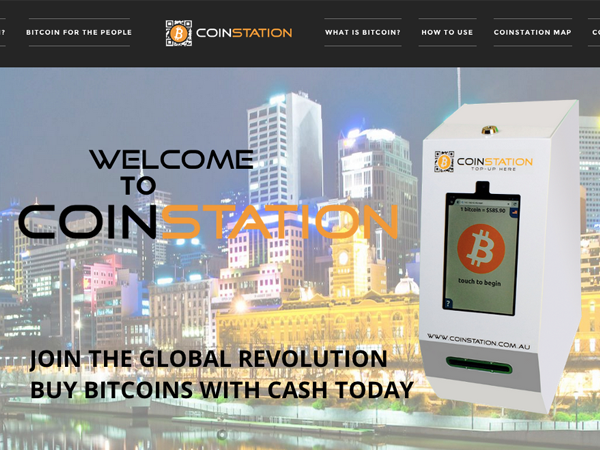 ?
BITCOIN FOR THE PEOPLE
COINSTATION
WHAT IS BITCOIN?
HOW TO USE
COINSTATION MAP
CO
WELCOME
TO
COINSTATION
COINSTATION
TOP-UP HERE
1 bitcoin = $585.90
touch to begin
WWW.COINSTATION.COM.AU
JOIN THE GLOBAL REVOLUTION
BUY BITCOINS WITH CASH TODAY